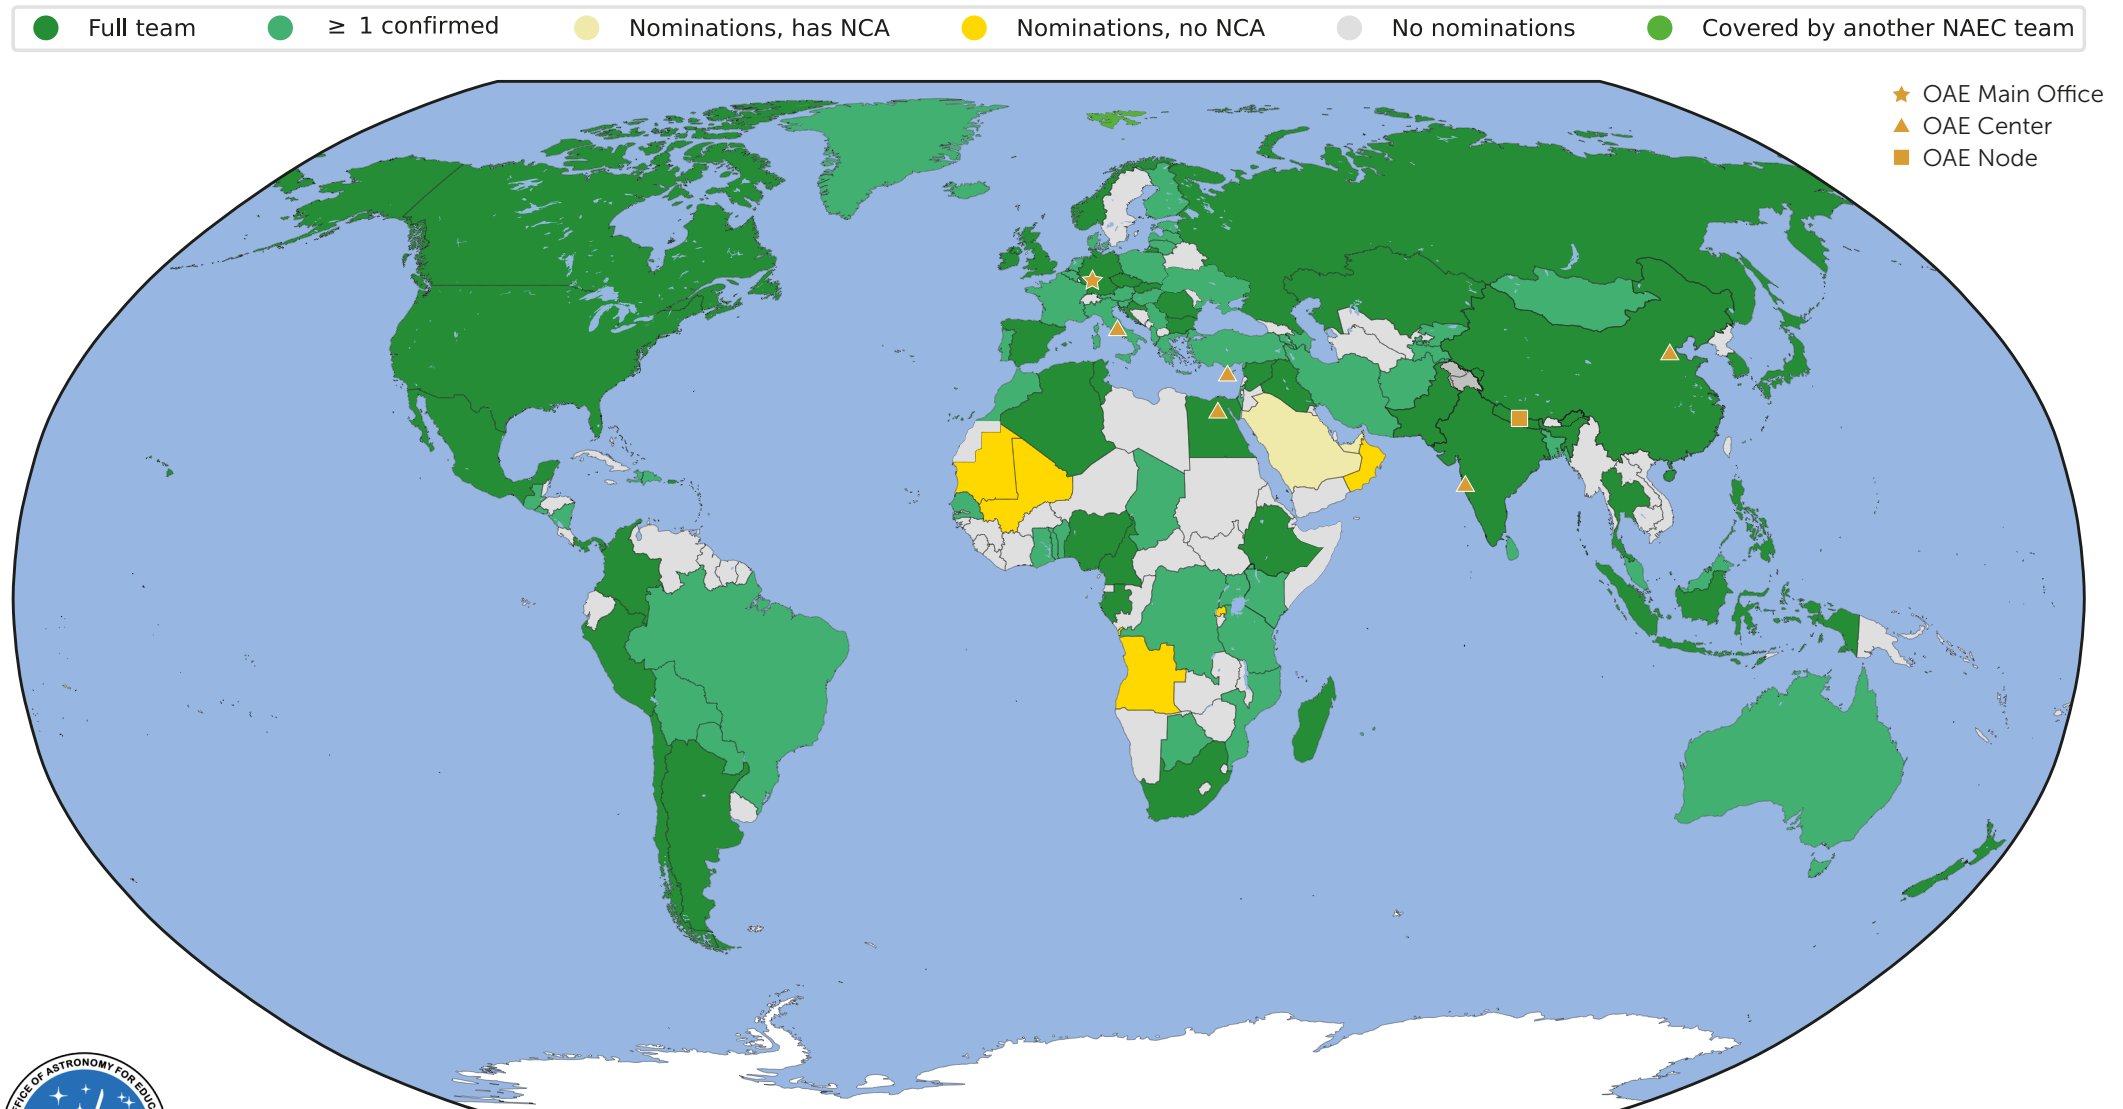 Full team
≥ 1 confirmed
Nominations, has NCA
Nominations, no NCA
No nominations
Covered by another NAEC team
OAE Main Office
OAE Center
OAE Node
OF ASTRONOMY FOR